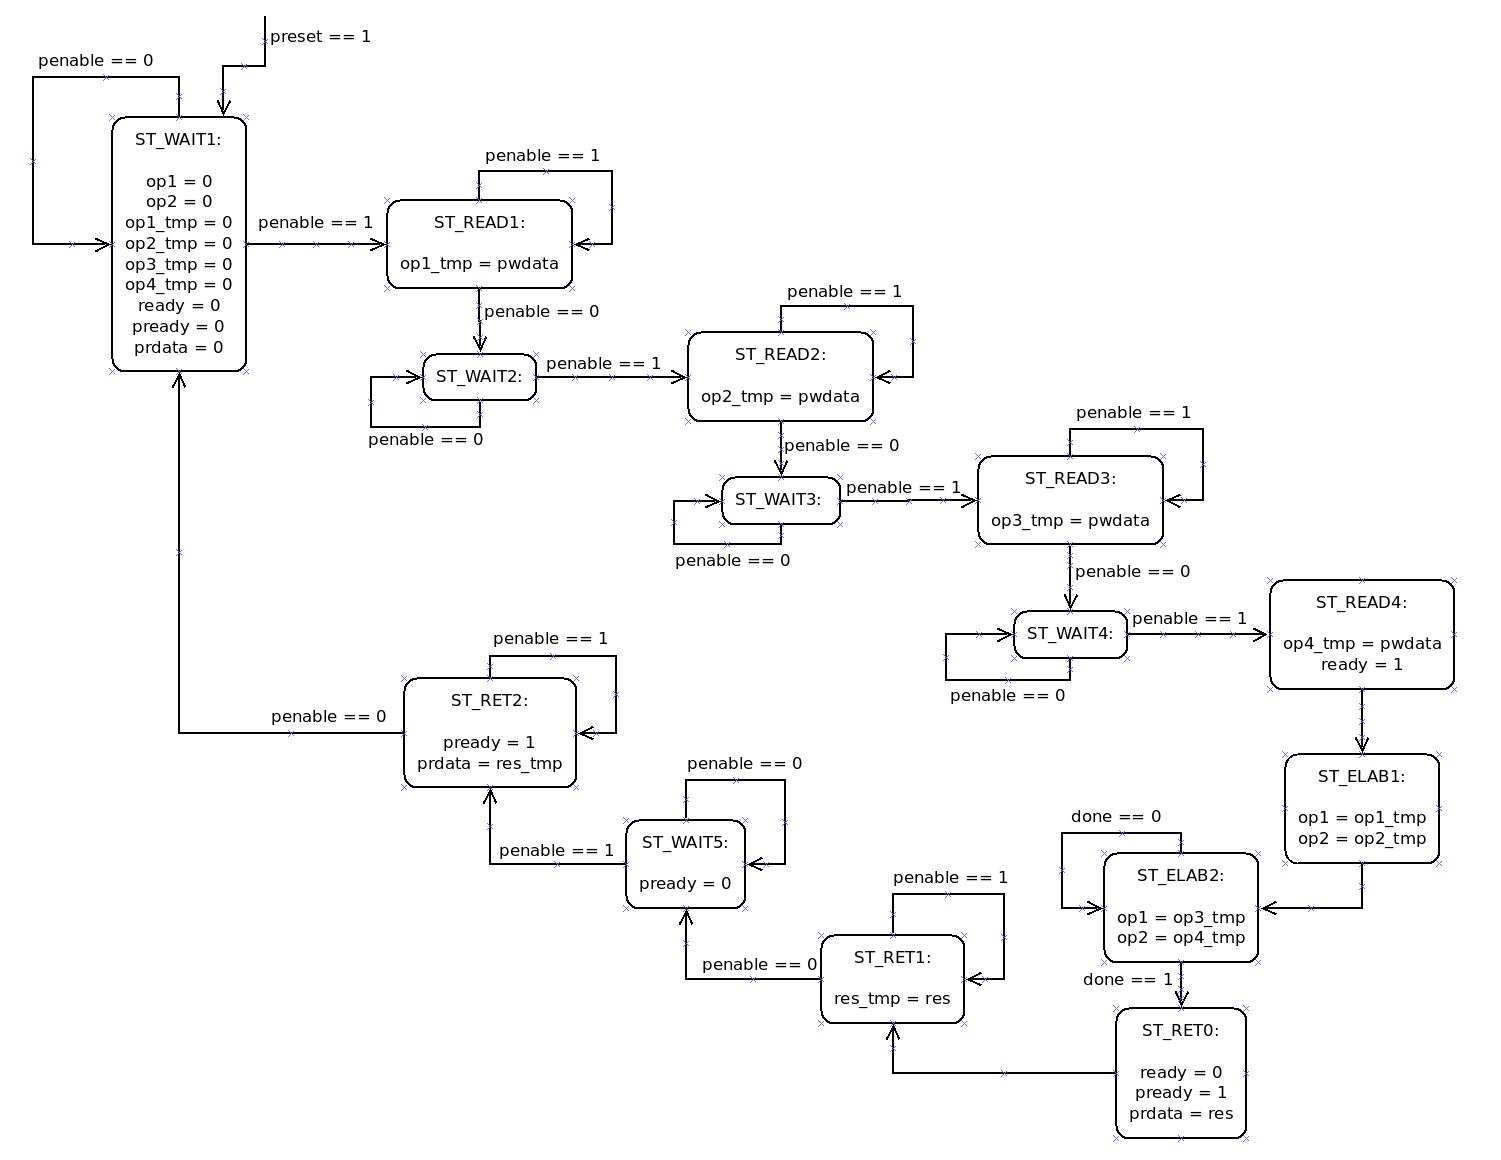 preset == 1
penable == 0
ST_WAIT1:
op1 = 0
op2 = 0
op1_tmp = 0
op2_tmp = 0
op3_tmp = 0
op4_tmp = 0
ready = 0
pready = 0
prdata = 0
penable == 1
penable == 1
ST_READ1:
op1_tmp = pwdata
penable == 0
ST_WAIT2:
penable == 0
penable == 1
penable == 1
ST_READ2:
op2_tmp = pwdata
penable == 0
ST_WAIT3:
penable == 0
penable == 1
penable == 1
ST_READ3:
op3_tmp = pwdata
penable == 0
ST_WAIT4:
penable == 0
penable == 1
ST_READ4:
op4_tmp = pwdata
ready = 1
ST_ELAB1:
op1 = op1_tmp
op2 = op2_tmp
done == 0
ST_ELAB2:
op1 = op3_tmp
op2 = op4_tmp
done == 1
ST_RET0:
ready = 0
pready = 1
prdata = res
penable == 1
ST_RET1:
res_tmp = res
penable == 0
penable == 0
ST_WAIT5:
pready = 0
penable == 1
penable == 1
ST_RET2:
pready = 1
prdata = res_tmp
penable == 0